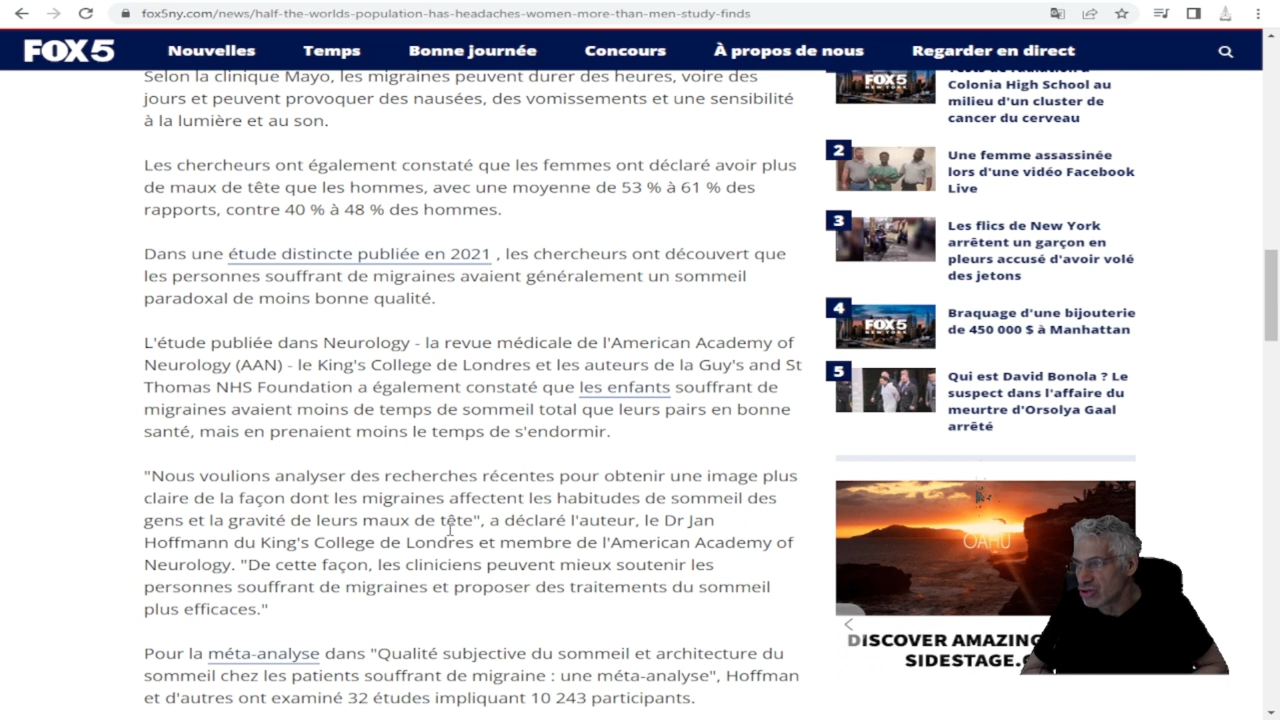 fox5ny.com/news/half-the-worlds-population-has-headaches-women-more-than-men-study-finds
FOX 5
Nouvelles
Temps
Bonne journée
Concours
À propos de nous
Regarder en direct
Selon la clinique Mayo, les migraines peuvent durer des heures, voire des
jours et peuvent provoquer des nausées, des vomissements et une sensibilité
à la lumière et au son.
Les chercheurs ont également constaté que les femmes ont déclaré avoir plus
de maux de tête que les hommes, avec une moyenne de 53 % à 61 % des
rapports, contre 40 % à 48 % des hommes.
Dans une étude distincte publiée en 2021 , les chercheurs ont découvert que
les personnes souffrant de migraines avaient généralement un sommeil
paradoxal de moins bonne qualité.
L'étude publiée dans Neurology - la revue médicale de l'American Academy of
Neurology (AAN) - le King's College de Londres et les auteurs de la Guy's and St
Thomas NHS Foundation a également constaté que les enfants souffrant de
migraines avaient moins de temps de sommeil total que leurs pairs en bonne
santé, mais en prenaient moins le temps de s'endormir.
"Nous voulions analyser des recherches récentes pour obtenir une image plus
claire de la façon dont les migraines affectent les habitudes de sommeil des
gens et la gravité de leurs maux de tête", a déclaré l'auteur, le Dr Jan
Hoffmann du King's College de Londres et membre de l'American Academy of
Neurology. "De cette façon, les cliniciens peuvent mieux soutenir les
personnes souffrant de migraines et proposer des traitements du sommeil
plus efficaces."
Pour la méta-analyse dans "Qualité subjective du sommeil et architecture du
sommeil chez les patients souffrant de migraine : une méta-analyse", Hoffman
et d'autres ont examiné 32 études impliquant 10 243 participants.
FOX 5
NEW YORK
Tests de radiation à
Colonia High School au
milieu d'un cluster de
cancer du cerveau
2
Une femme assassinée
lors d'une vidéo Facebook
Live
3
Les flics de New York
arrêtent un garçon en
pleurs accusé d'avoir volé
des jetons
4
FOX 5
NEW YORK
Braquage d'une bijouterie
de 450 000 $ à Manhattan
5
Qui est David Bonola ? Le
suspect dans l'affaire du
meurtre d'Orsolya Gaal
arrêté
OAHU
DISCOVER AMAZING
SIDESTAGE.